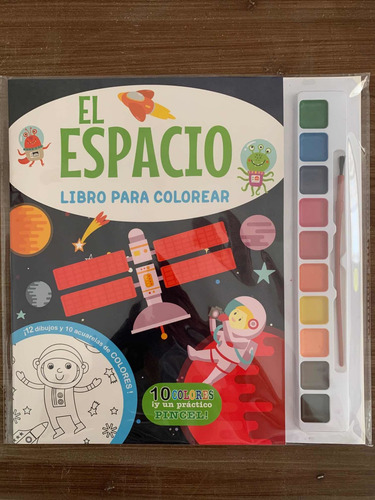 EL
ESPACIO
LIBRO PARA COLOREAR
¡12 dibujos y 10 acuarelas de COLORES!
10 COLORES
¡y un práctico
PINCEL!